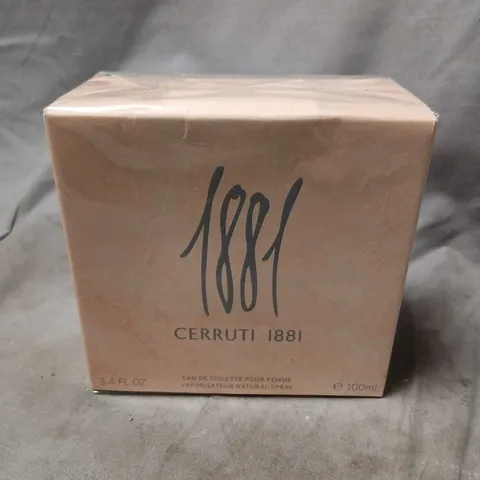 1881
CERRUTI 1881
EAU DE TOILETTE POUR FEMME
3.4 FL.OZ. VAPORISATEUR NATURAL SPRAY ℮ 100ml